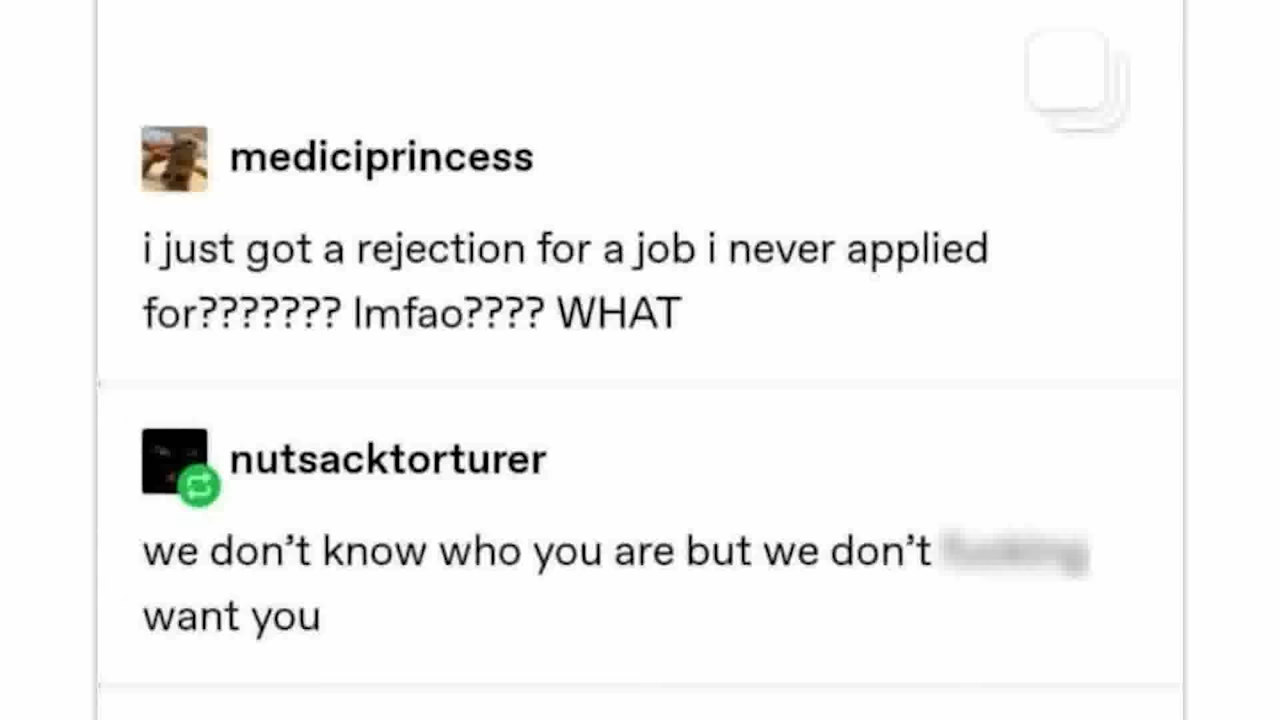 mediciprincess
i just got a rejection for a job i never applied
for??????? lmfao???? WHAT
nutsacktorturer
we don’t know who you are but we don’t
want you